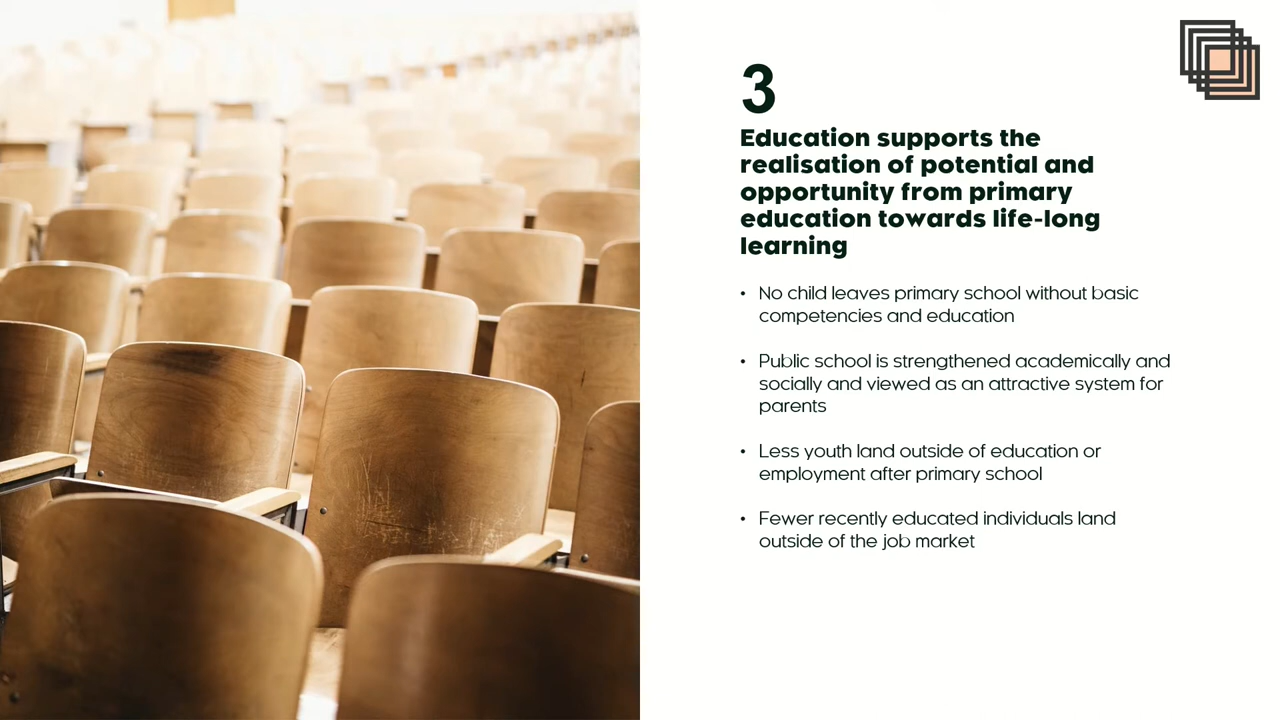 3
Education supports the
realisation of potential and
opportunity from primary
education towards life-long
learning
• No child leaves primary school without basic
competencies and education
• Public school is strengthened academically and
socially and viewed as an attractive system for
parents
• Less youth land outside of education or
employment after primary school
• Fewer recently educated individuals land
outside of the job market